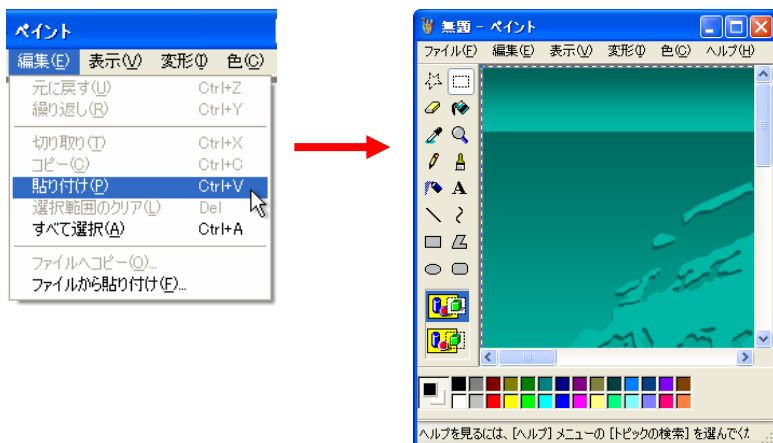 ペイント
編集(E) 表示(V) 変形(I) 色(C)
元に戻す(U) Ctrl+Z
繰り返し(R) Ctrl+Y
切り取り(T) Ctrl+X
コピー(C) Ctrl+C
貼り付け(P) Ctrl+V
選択範囲のクリア(L) Del
すべて選択(A) Ctrl+A
ファイルへコピー(O)...
ファイルから貼り付け(F)...
無題 - ペイント
ファイル(F) 編集(E) 表示(V) 変形(I) 色(C) ヘルプ(H)
A
ヘルプを見るには、[ヘルプ] メニューの [トピックの検索] を選んでくだ